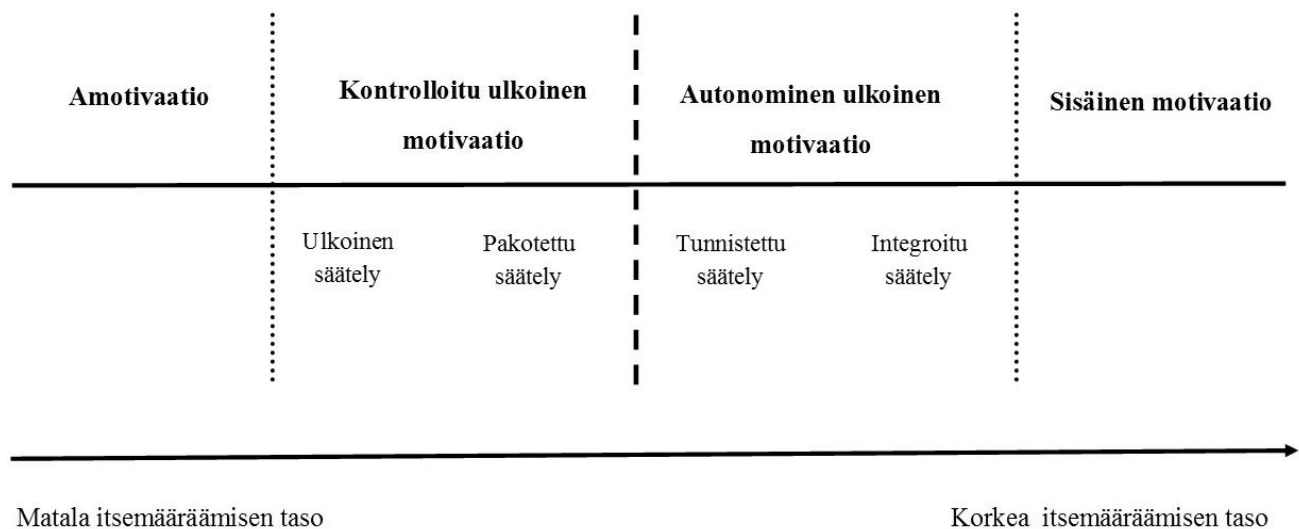 Amotivaatio
Kontrolloitu ulkoinen
motivaatio
Autonominen ulkoinen
motivaatio
Sisäinen motivaatio
Ulkoinen
säätely
Pakotettu
säätely
Tunnistettu
säätely
Integroitu
säätely
Matala itsemääräämisen taso
Korkea itsemääräämisen taso